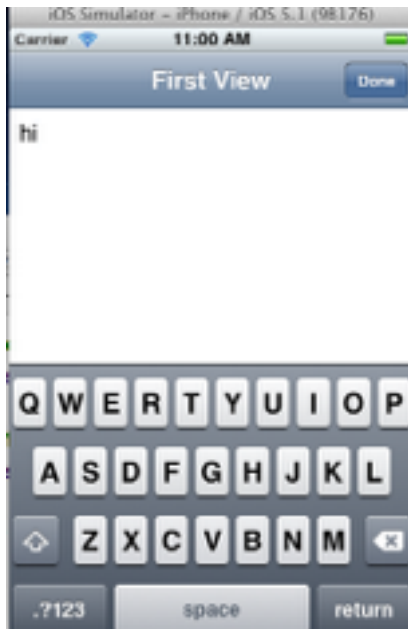 iOS Simulator - iPhone / iOS 5.1 (9B176)
Carrier 11:00 AM
First View Done
hi
Q W E R T Y U I O P
A S D F G H J K L
Z X C V B N M
.?123 space return